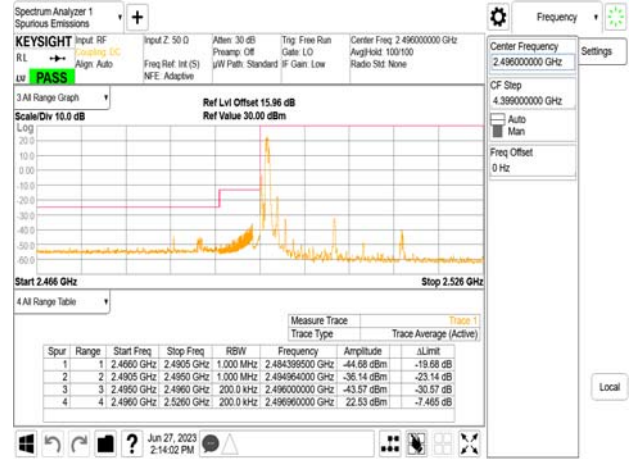 Spectrum Analyzer 1
Spurious Emissions
Frequency
KEYSIGHT Input: RF Input Z: 50 Ω Atten: 30 dB Trig: Free Run Center Freq: 2.496000000 GHz
RL Coupling: DC Preamp: Off Gate: LO Avg|Hold: 100/100
Align: Auto Freq Ref: Int (S) µW Path: Standard IF Gain: Low Radio Std: None
LV PASS NFE: Adaptive
Center Frequency
2.496000000 GHz
Settings
CF Step
4.399000000 GHz
Auto
Man
Freq Offset
0 Hz
Local
3 All Range Graph
Ref Lvl Offset 15.96 dB
Scale/Div 10.0 dB Ref Value 30.00 dBm
Log
20.0
10.0
0.00
-10.0
-20.0
-30.0
-40.0
-50.0
-60.0
Start 2.466 GHz Stop 2.526 GHz
4 All Range Table
Measure Trace Trace 1
Trace Type Trace Average (Active)
Spur Range Start Freq Stop Freq RBW Frequency Amplitude ΔLimit
1 1 2.4660 GHz 2.4905 GHz 1.000 MHz 2.484399500 GHz -44.68 dBm -19.68 dB
2 2 2.4905 GHz 2.4950 GHz 1.000 MHz 2.494964000 GHz -36.14 dBm -23.14 dB
3 3 2.4950 GHz 2.4960 GHz 200.0 kHz 2.496000000 GHz -43.57 dBm -30.57 dB
4 4 2.4960 GHz 2.5260 GHz 200.0 kHz 2.496960000 GHz 22.53 dBm -7.465 dB
Jun 27, 2023
2:14:02 PM